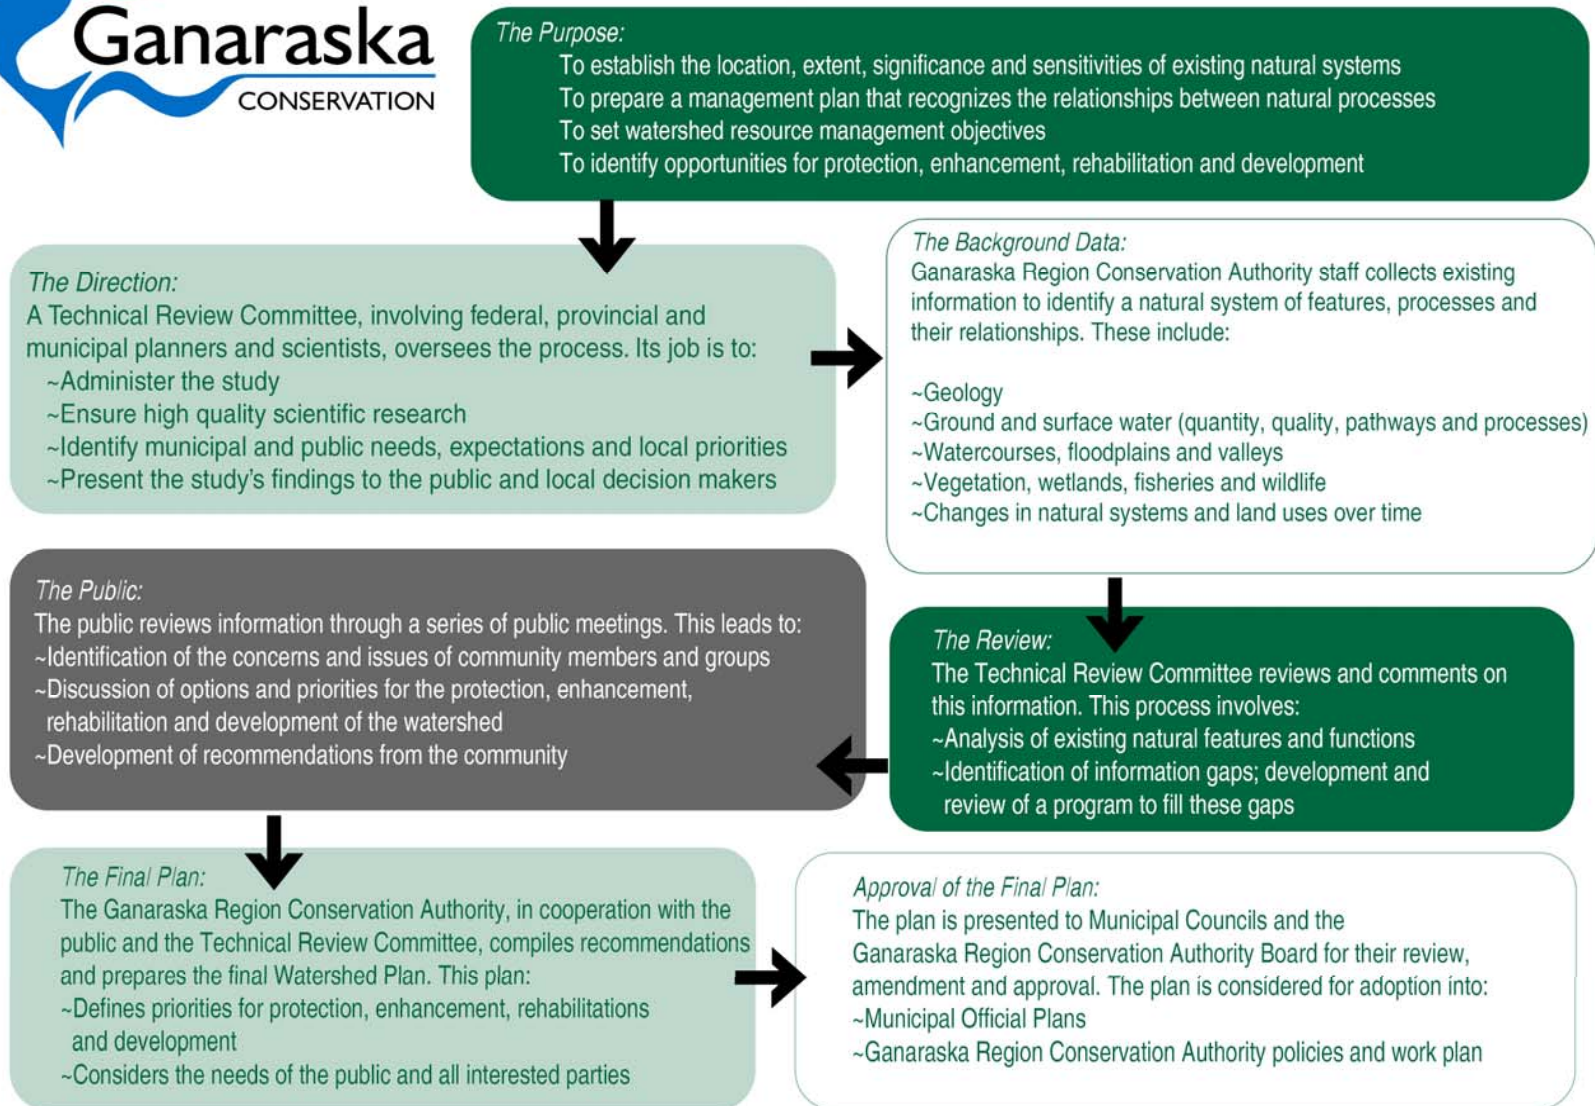 Ganaraska
CONSERVATION
The Purpose:
To establish the location, extent, significance and sensitivities of existing natural systems
To prepare a management plan that recognizes the relationships between natural processes
To set watershed resource management objectives
To identify opportunities for protection, enhancement, rehabilitation and development
The Direction:
A Technical Review Committee, involving federal, provincial and
municipal planners and scientists, oversees the process. Its job is to:
~Administer the study
~Ensure high quality scientific research
~Identify municipal and public needs, expectations and local priorities
~Present the study's findings to the public and local decision makers
The Background Data:
Ganaraska Region Conservation Authority staff collects existing
information to identify a natural system of features, processes and
their relationships. These include:
~Geology
~Ground and surface water (quantity, quality, pathways and processes)
~Watercourses, floodplains and valleys
~Vegetation, wetlands, fisheries and wildlife
~Changes in natural systems and land uses over time
The Review:
The Technical Review Committee reviews and comments on
this information. This process involves:
~Analysis of existing natural features and functions
~Identification of information gaps; development and
review of a program to fill these gaps
The Public:
The public reviews information through a series of public meetings. This leads to:
~Identification of the concerns and issues of community members and groups
~Discussion of options and priorities for the protection, enhancement,
rehabilitation and development of the watershed
~Development of recommendations from the community
The Final Plan:
The Ganaraska Region Conservation Authority, in cooperation with the
public and the Technical Review Committee, compiles recommendations
and prepares the final Watershed Plan. This plan:
~Defines priorities for protection, enhancement, rehabilitations
and development
~Considers the needs of the public and all interested parties
Approval of the Final Plan:
The plan is presented to Municipal Councils and the
Ganaraska Region Conservation Authority Board for their review,
amendment and approval. The plan is considered for adoption into:
~Municipal Official Plans
~Ganaraska Region Conservation Authority policies and work plan